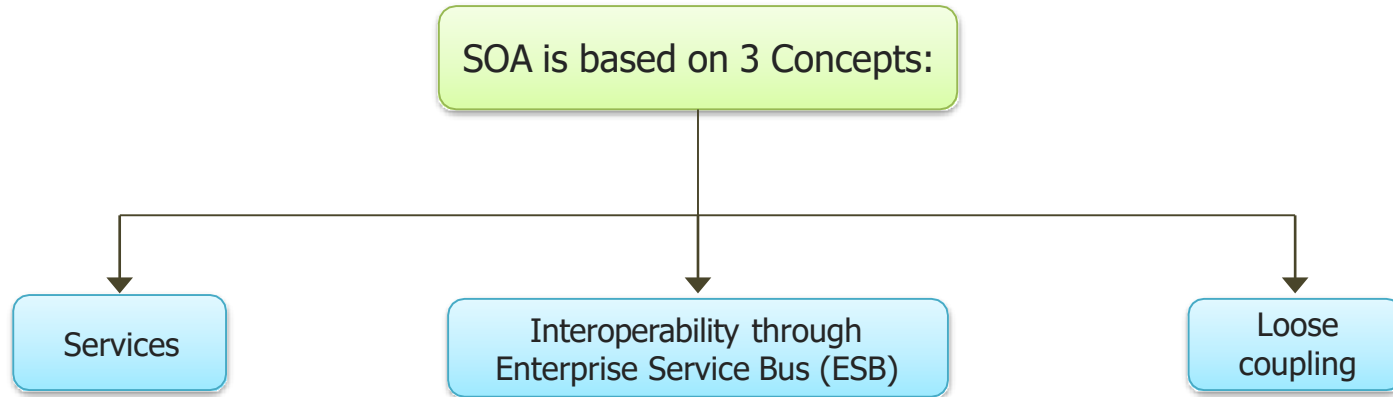 SOA is based on 3 Concepts:
Services
Interoperability through
Enterprise Service Bus (ESB)
Loose
coupling